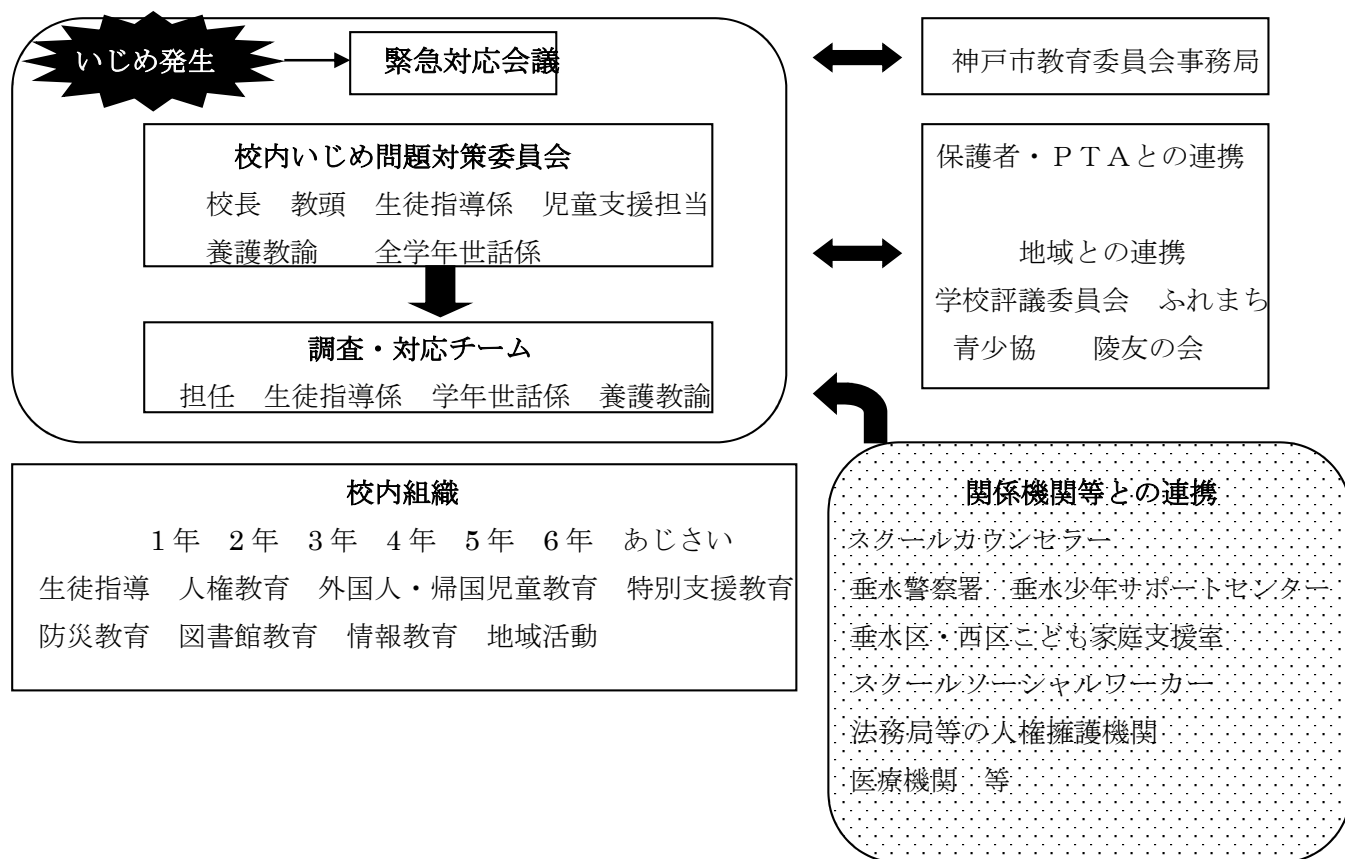 いじめ発生
緊急対応会議
校内いじめ問題対策委員会
校長 教頭 生徒指導係 児童支援担当
養護教諭 全学年世話係
調査・対応チーム
担任 生徒指導係 学年世話係 養護教諭
神戸市教育委員会事務局
保護者・ＰＴＡとの連携
地域との連携
学校評議委員会 ふれまち
青少協 陵友の会
校内組織
1年 2年 3年 4年 5年 6年 あじさい
生徒指導 人権教育 外国人・帰国児童教育 特別支援教育
防災教育 図書館教育 情報教育 地域活動
関係機関等との連携
スクールカウンセラー
垂水警察署 垂水少年サポートセンター
垂水区・西区こども家庭支援室
スクールソーシャルワーカー
法務局等の人権擁護機関
医療機関 等